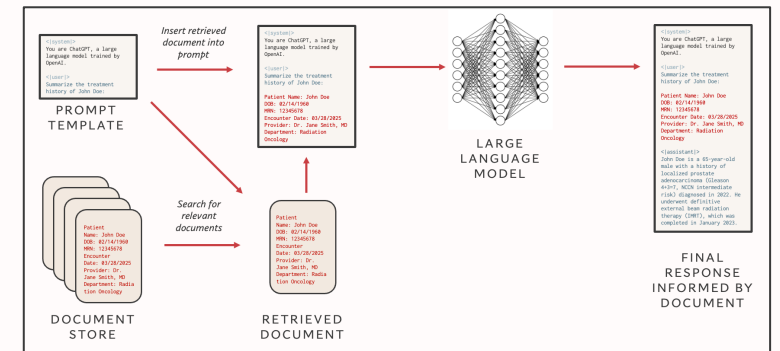 <|system|>
You are ChatGPT, a large
language model trained by
OpenAI.
<|user|>
Summarize the treatment
history of John Doe:
PROMPT
TEMPLATE
Insert retrieved
document into
prompt
<|system|>
You are ChatGPT, a large
language model trained by
OpenAI.
<|user|>
Summarize the treatment
history of John Doe:
Patient Name: John Doe
DOB: 02/14/1960
MRN: 12345678
Encounter Date: 03/28/2025
Provider: Dr. Jane Smith, MD
Department: Radiation
Oncology
LARGE
LANGUAGE
MODEL
<|system|>
You are ChatGPT, a large
language model trained by
OpenAI.
<|user|>
Summarize the treatment
history of John Doe:
Patient Name: John Doe
DOB: 02/14/1960
MRN: 12345678
Encounter Date: 03/28/2025
Provider: Dr. Jane Smith, MD
Department: Radiation
Oncology
<|assistant|>
John Doe is a 65-year-old
male with a history of
localized prostate
adenocarcinoma (Gleason
4+3=7, NCCN intermediate
risk) diagnosed in 2022. He
underwent definitive
external beam radiation
therapy (IMRT), which was
completed in January 2023.
FINAL
RESPONSE
INFORMED BY
DOCUMENT
Patient
Name: John Doe
DOB: 02/14/1960
MRN: 12345678
Encounter
Date: 03/28/2025
Provider: Dr.
Jane Smith, MD
Department: Radia
tion Oncology
DOCUMENT
STORE
Search for
relevant
documents
Patient
Name: John Doe
DOB: 02/14/1960
MRN: 12345678
Encounter
Date: 03/28/2025
Provider: Dr.
Jane Smith, MD
Department: Radia
tion Oncology
RETRIEVED
DOCUMENT